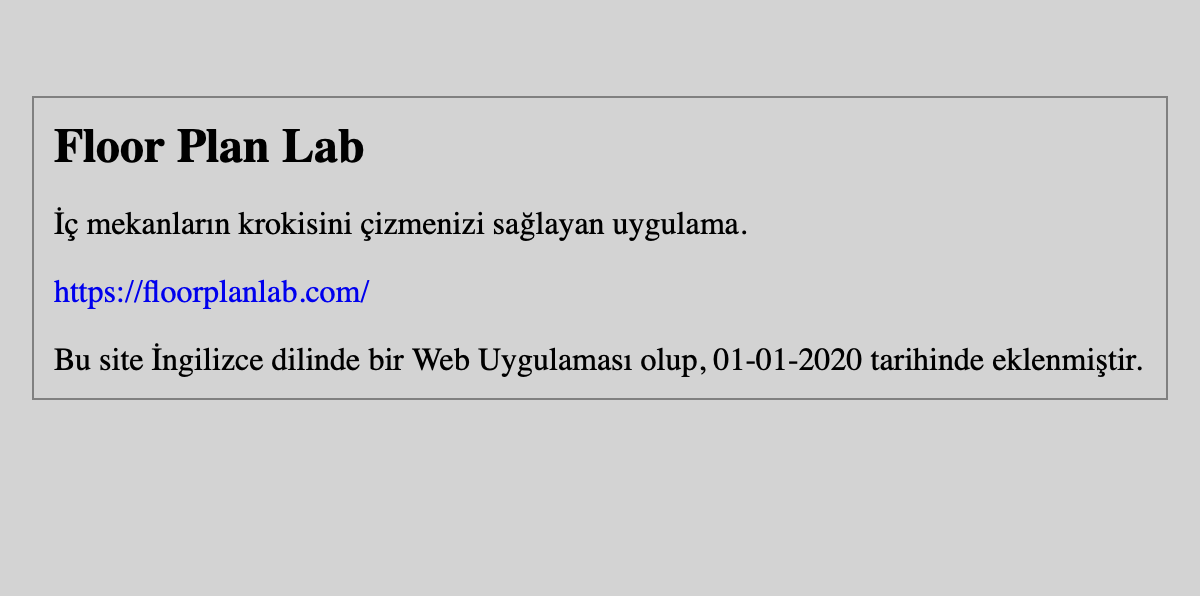 Floor Plan Lab
İç mekanların krokisini çizmenizi sağlayan uygulama.
https://floorplanlab.com/
Bu site İngilizce dilinde bir Web Uygulaması olup, 01-01-2020 tarihinde eklenmiştir.